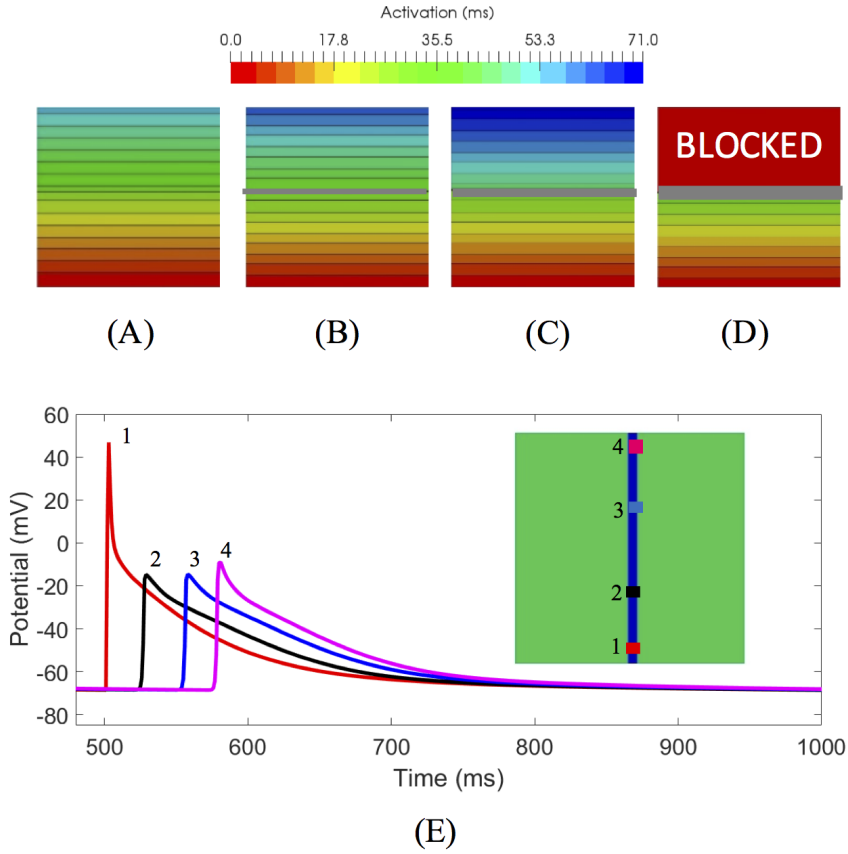 Activation (ms)
0.0 17.8 35.5 53.3 71.0
BLOCKED
(A) (B) (C) (D)
60
40
20
0
-20
-40
-60
-80
Potential (mV)
1
2 3 4
4
3
2
1
500 600 700 800 900 1000
Time (ms)
(E)